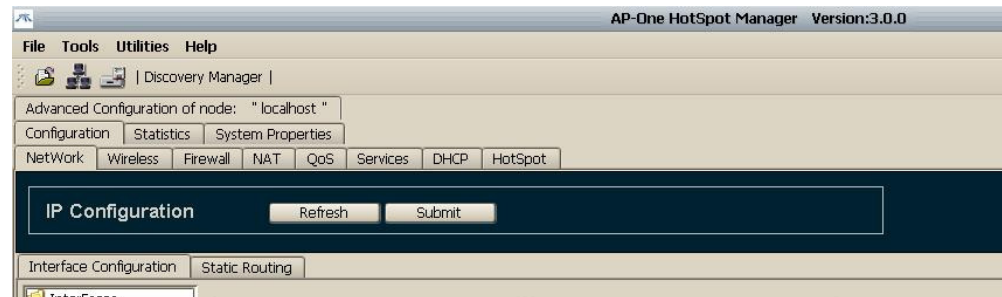 AP-One HotSpot Manager Version:3.0.0
File Tools Utilities Help
| Discovery Manager |
Advanced Configuration of node: " localhost "
Configuration Statistics System Properties
NetWork Wireless Firewall NAT QoS Services DHCP HotSpot
IP Configuration Refresh Submit
Interface Configuration Static Routing